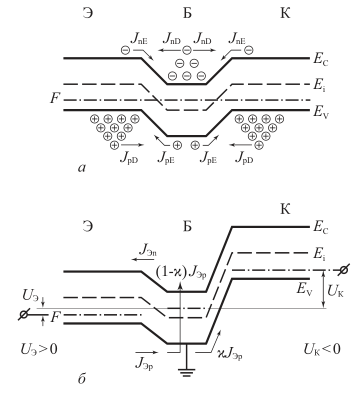 Э Б К
J_nE J_nD J_nD J_nE
E_C
E_i
F
E_V
J_pD J_pE J_pE J_pD
а
Э Б К
J_Эn E_C
(1-ϰ)J_Эp E_i
U_Э E_V U_К
F
U_Э>0 J_Эp ϰJ_Эp U_К<0
б